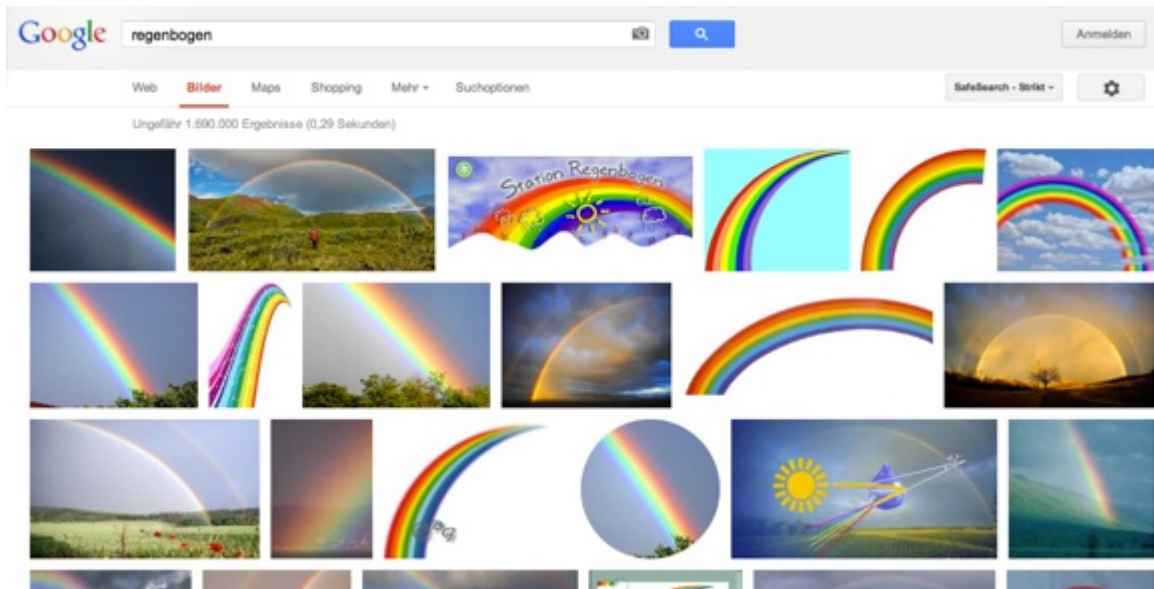 Google regenbogen Anmelden
Web Bilder Maps Shopping Mehr Suchoptionen SafeSearch - Strikt
Ungefähr 1.690.000 Ergebnisse (0,29 Sekunden)
Station Regenbogen